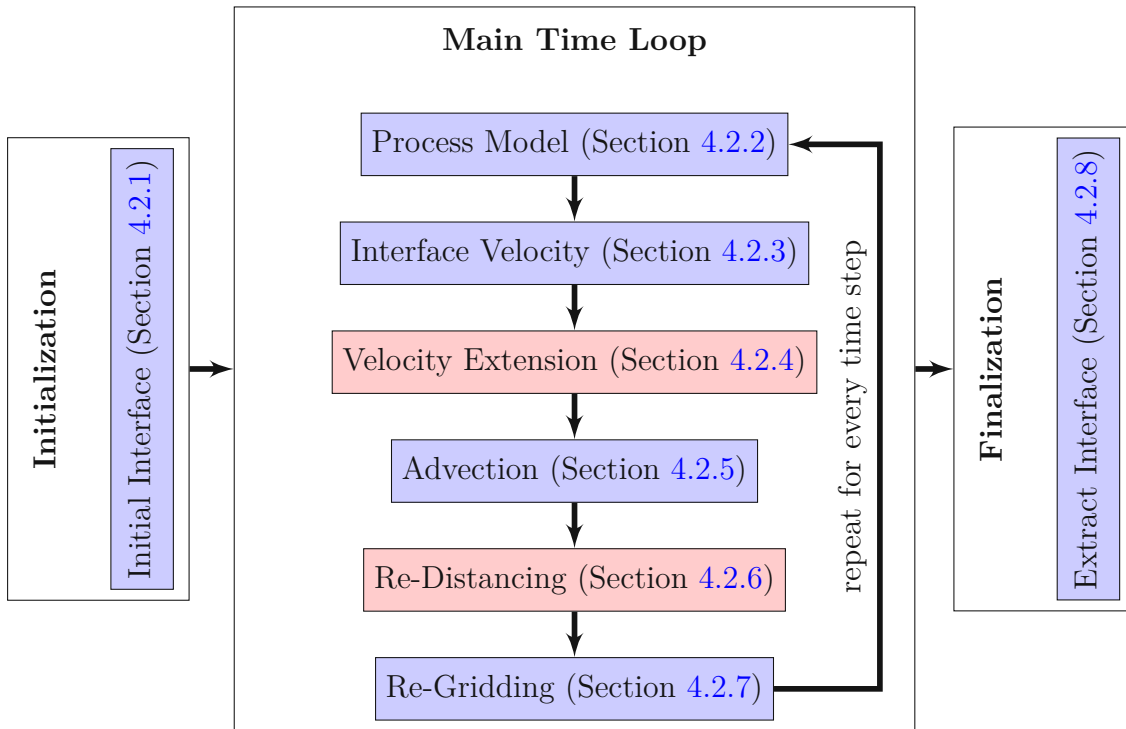 Initialization
Initial Interface (Section 4.2.1)
Main Time Loop
Process Model (Section 4.2.2)
Interface Velocity (Section 4.2.3)
Velocity Extension (Section 4.2.4)
Advection (Section 4.2.5)
Re-Distancing (Section 4.2.6)
Re-Gridding (Section 4.2.7)
repeat for every time step
Finalization
Extract Interface (Section 4.2.8)